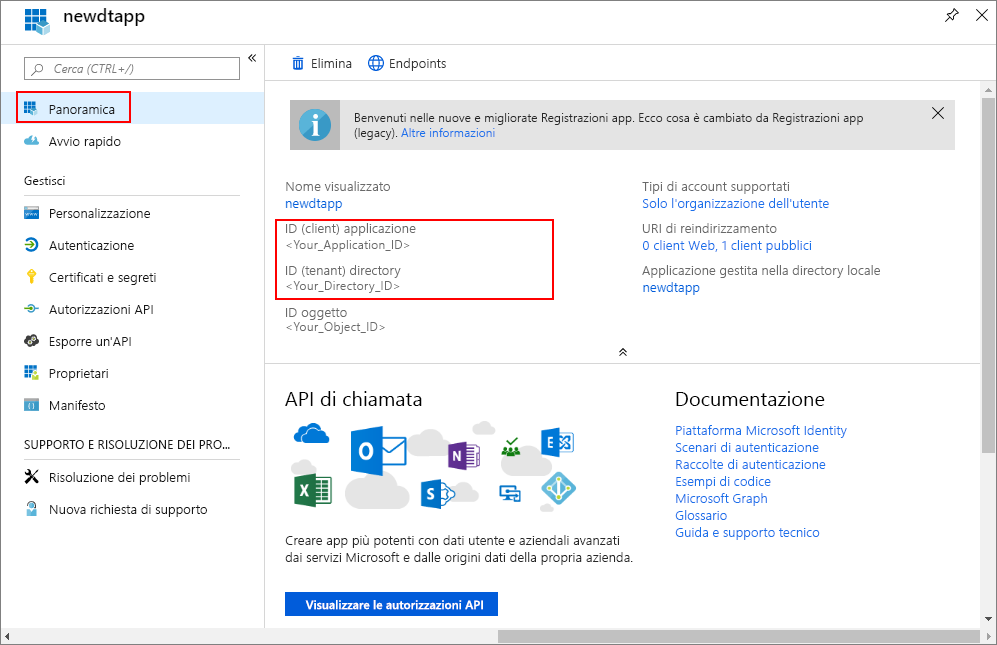 newdtapp
Cerca (CTRL+/)
«
Panoramica
Avvio rapido
Gestisci
Personalizzazione
Autenticazione
Certificati e segreti
Autorizzazioni API
Esporre un'API
Proprietari
Manifesto
SUPPORTO E RISOLUZIONE DEI PRO...
Risoluzione dei problemi
Nuova richiesta di supporto
Elimina
Endpoints
Benvenuti nelle nuove e migliorate Registrazioni app. Ecco cosa è cambiato da Registrazioni app
(legacy). Altre informazioni
Nome visualizzato
newdtapp
ID (client) applicazione
<Your_Application_ID>
ID (tenant) directory
<Your_Directory_ID>
ID oggetto
<Your_Object_ID>
Tipi di account supportati
Solo l'organizzazione dell'utente
URI di reindirizzamento
0 client Web, 1 client pubblici
Applicazione gestita nella directory locale
newdtapp
API di chiamata
Creare app più potenti con dati utente e aziendali avanzati
dai servizi Microsoft e dalle origini dati della propria azienda.
Visualizzare le autorizzazioni API
Documentazione
Piattaforma Microsoft Identity
Scenari di autenticazione
Raccolte di autenticazione
Esempi di codice
Microsoft Graph
Glossario
Guida e supporto tecnico